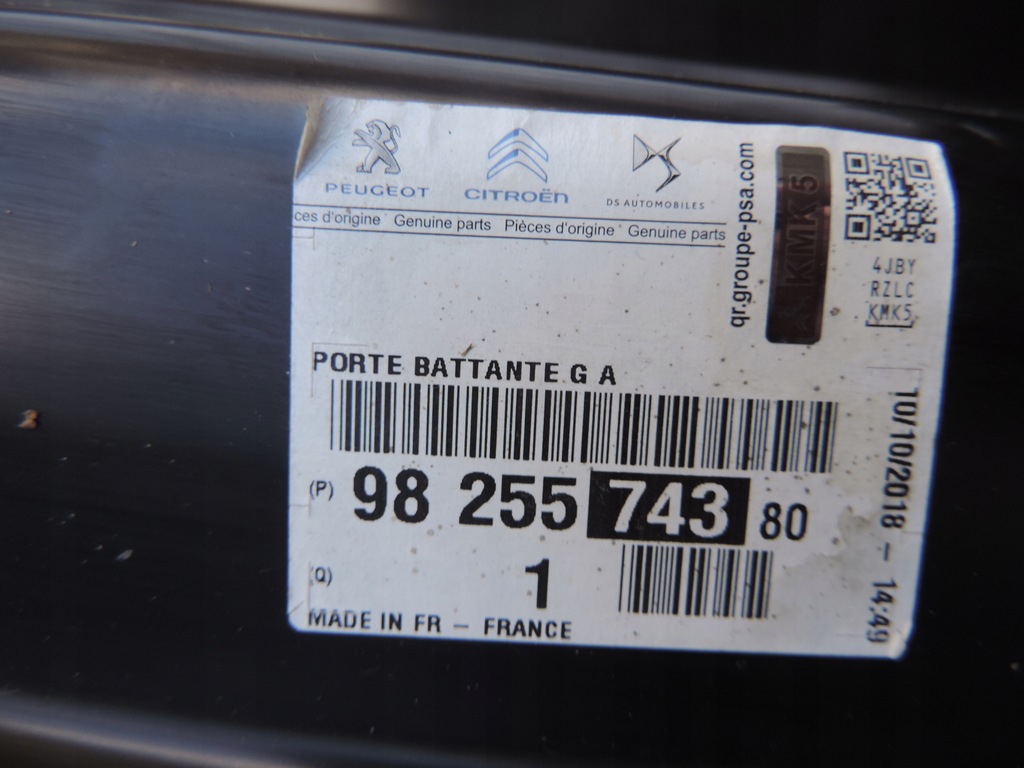 PEUGEOT CITROËN DS AUTOMOBILES
ces d'origine Genuine parts Pièces d'origine Genuine parts
qr.groupe-psa.com
KMK5
4JBY
RZLC
KMK5
PORTE BATTANTE G A
(P) 98 255 743 80
(Q) 1
MADE IN FR – FRANCE
10/10/2018 – 14:49